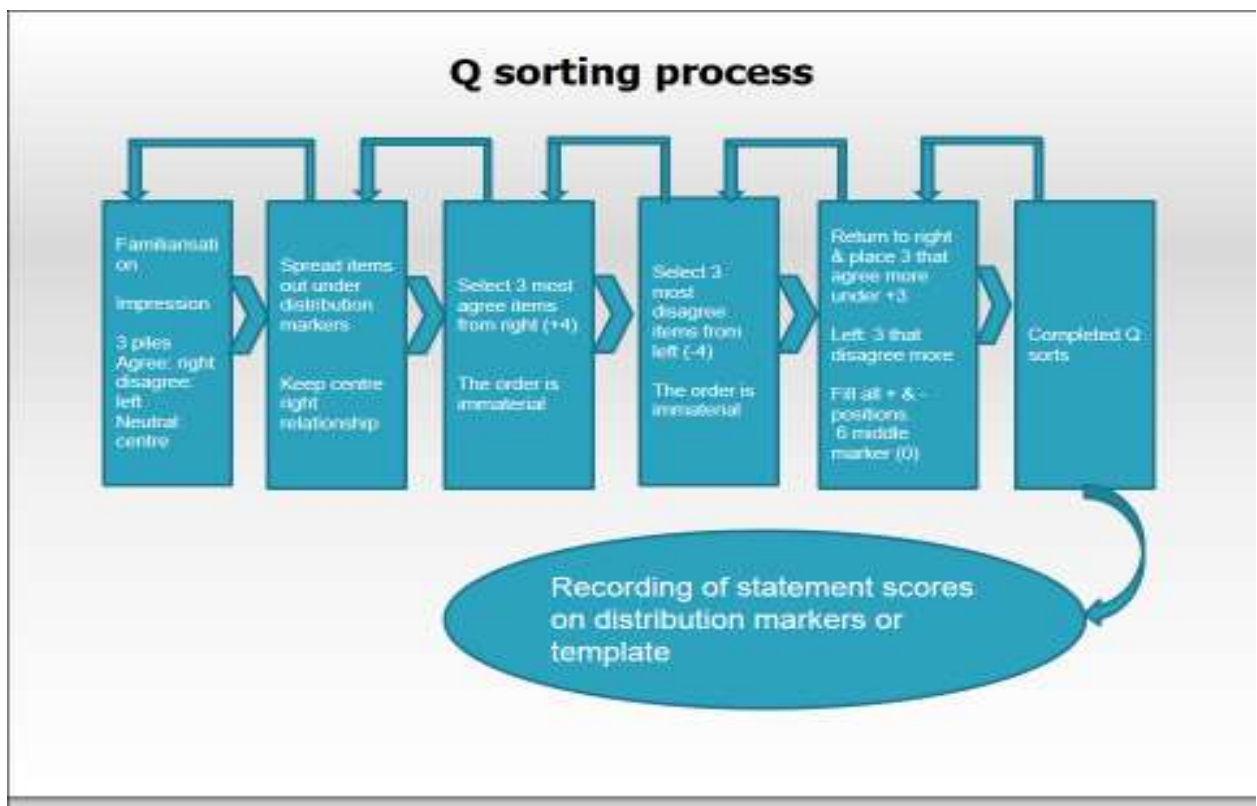 Q sorting process
Familiarisati
on
Impression
3 piles
Agree: right
disagree:
left
Neutral
centre
Spread items
out under
distribution
markers
Keep centre
right
relationship
Select 3 most
agree items
from right (+4)
The order is
immaterial
Select 3
most
disagree
items from
left (-4)
The order is
immaterial
Return to right
& place 3 that
agree more
under +3
Left: 3 that
disagree more
Fill all + & -
positions.
6 middle
marker (0)
Completed Q
sorts
Recording of statement scores
on distribution markers or
template